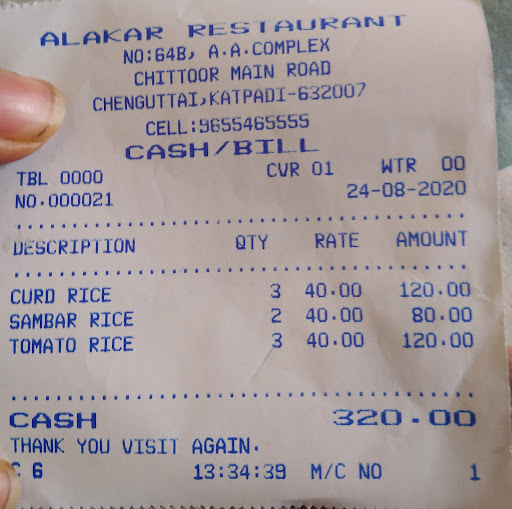 ALAKAR RESTAURANT
NO:64B, A.A.COMPLEX
CHITTOOR MAIN ROAD
CHENGUTTAI,KATPADI-632007
CELL:9655465555
CASH/BILL
TBL 0000 CVR 01 WTR 00
NO.000021 24-08-2020
DESCRIPTION QTY RATE AMOUNT
CURD RICE 3 40.00 120.00
SAMBAR RICE 2 40.00 80.00
TOMATO RICE 3 40.00 120.00
CASH 320.00
THANK YOU VISIT AGAIN.
C 6 13:34:39 M/C NO 1